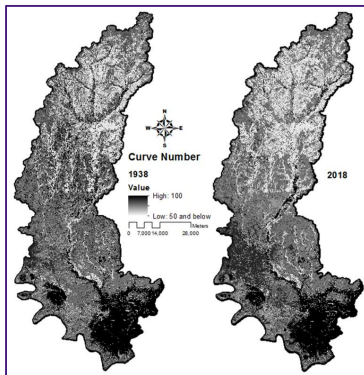 N
W E
S
Curve Number
1938
Value
High: 100
Low: 50 and below
0 7,000 14,000 28,000
Meters
2018